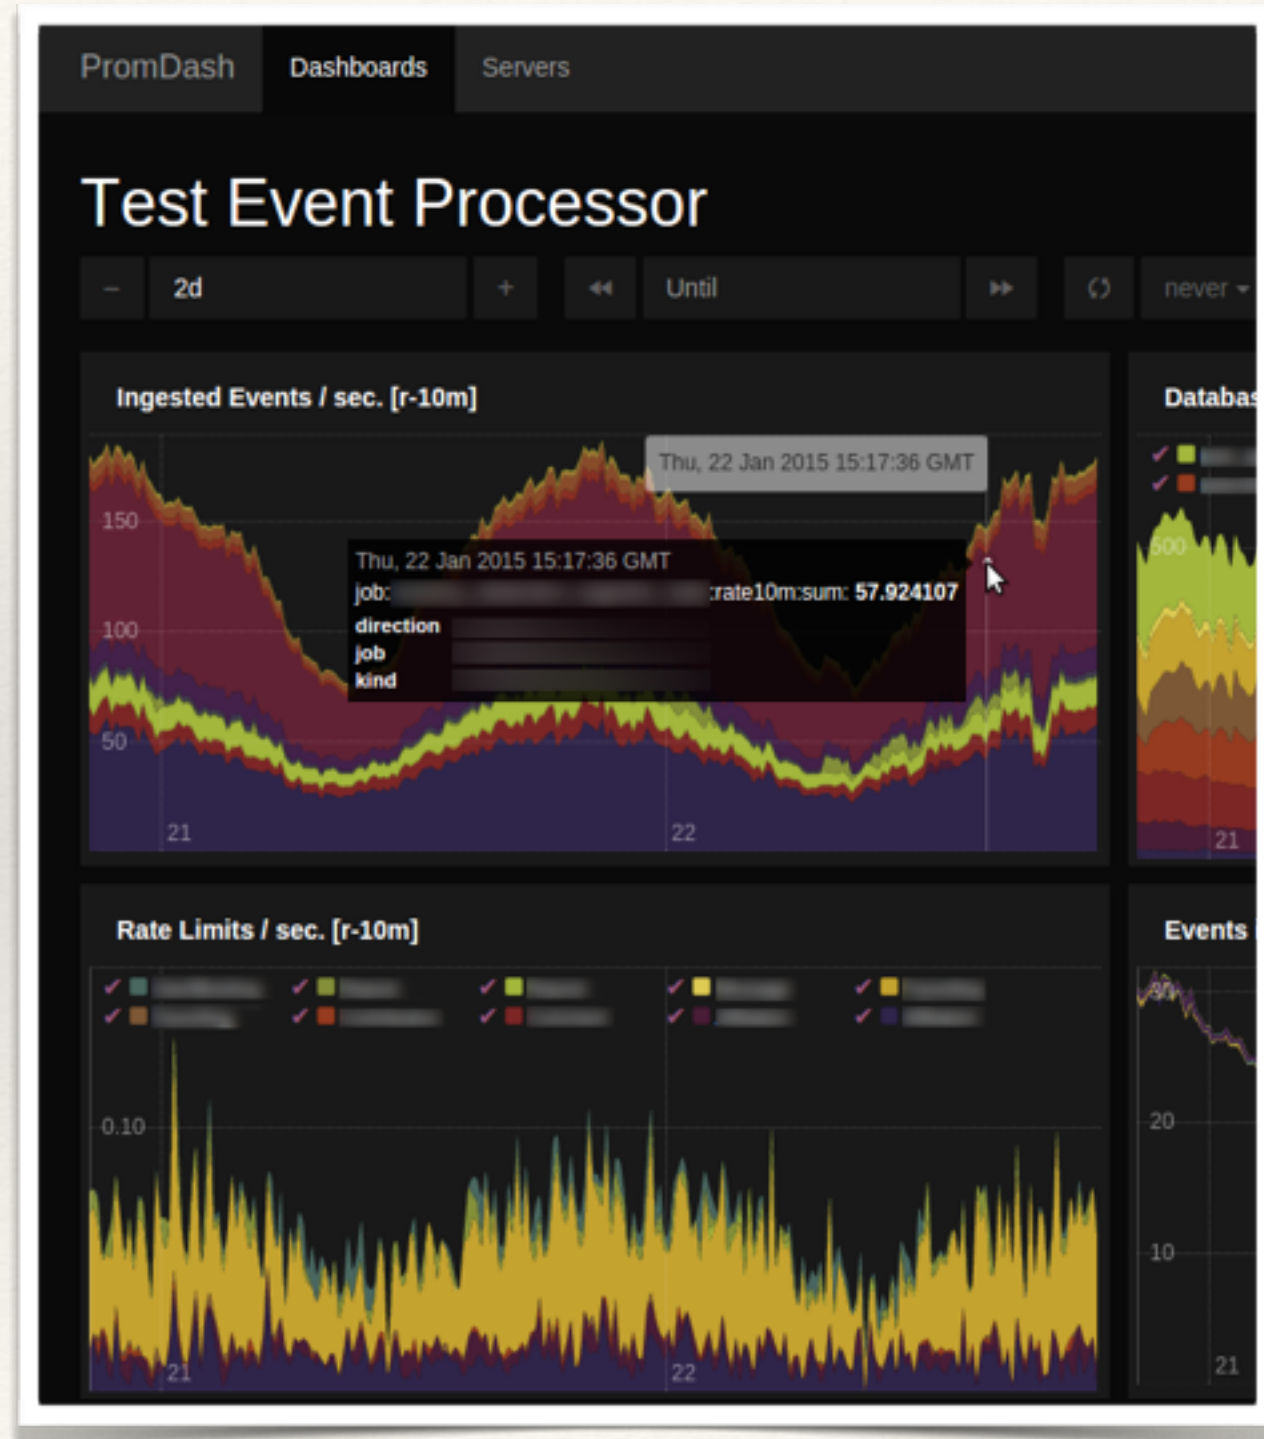 PromDash Dashboards Servers
Test Event Processor
− 2d + Until never
Ingested Events / sec. [r-10m]
Thu, 22 Jan 2015 15:17:36 GMT
150
Thu, 22 Jan 2015 15:17:36 GMT
job: :rate10m:sum: 57.924107
100
direction
job
kind
50
21 22
500
21
Rate Limits / sec. [r-10m]
0.10
21 22
Events
20
10
21